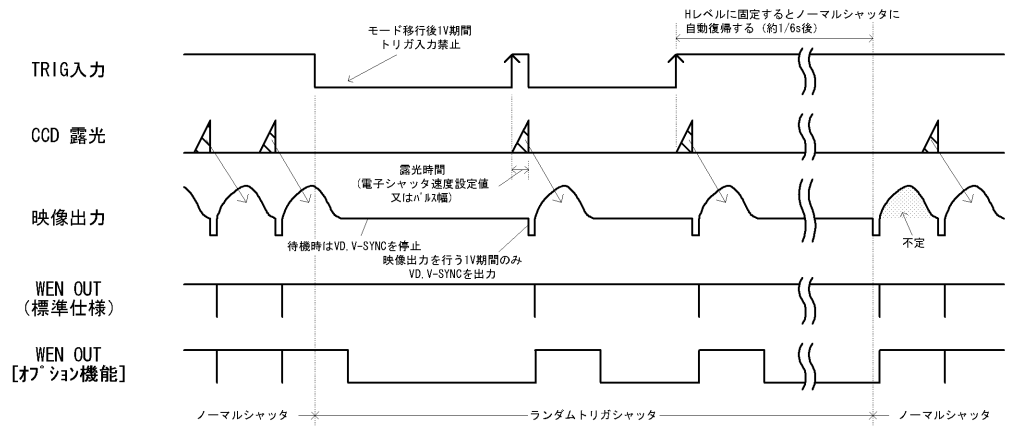 Hレベルに固定するとノーマルシャッタに
自動復帰する（約1/6s後）
モード移行後1V期間
トリガ入力禁止
TRIG入力
CCD 露光
露光時間
（電子シャッタ速度設定値
又はﾊﾟﾙｽ幅）
映像出力
待機時はVD,V-SYNCを停止
映像出力を行う1V期間のみ
VD,V-SYNCを出力
不定
WEN OUT
（標準仕様）
WEN OUT
[ｵﾌﾟｼｮﾝ機能]
ノーマルシャッタ
ランダムトリガシャッタ
ノーマルシャッタ